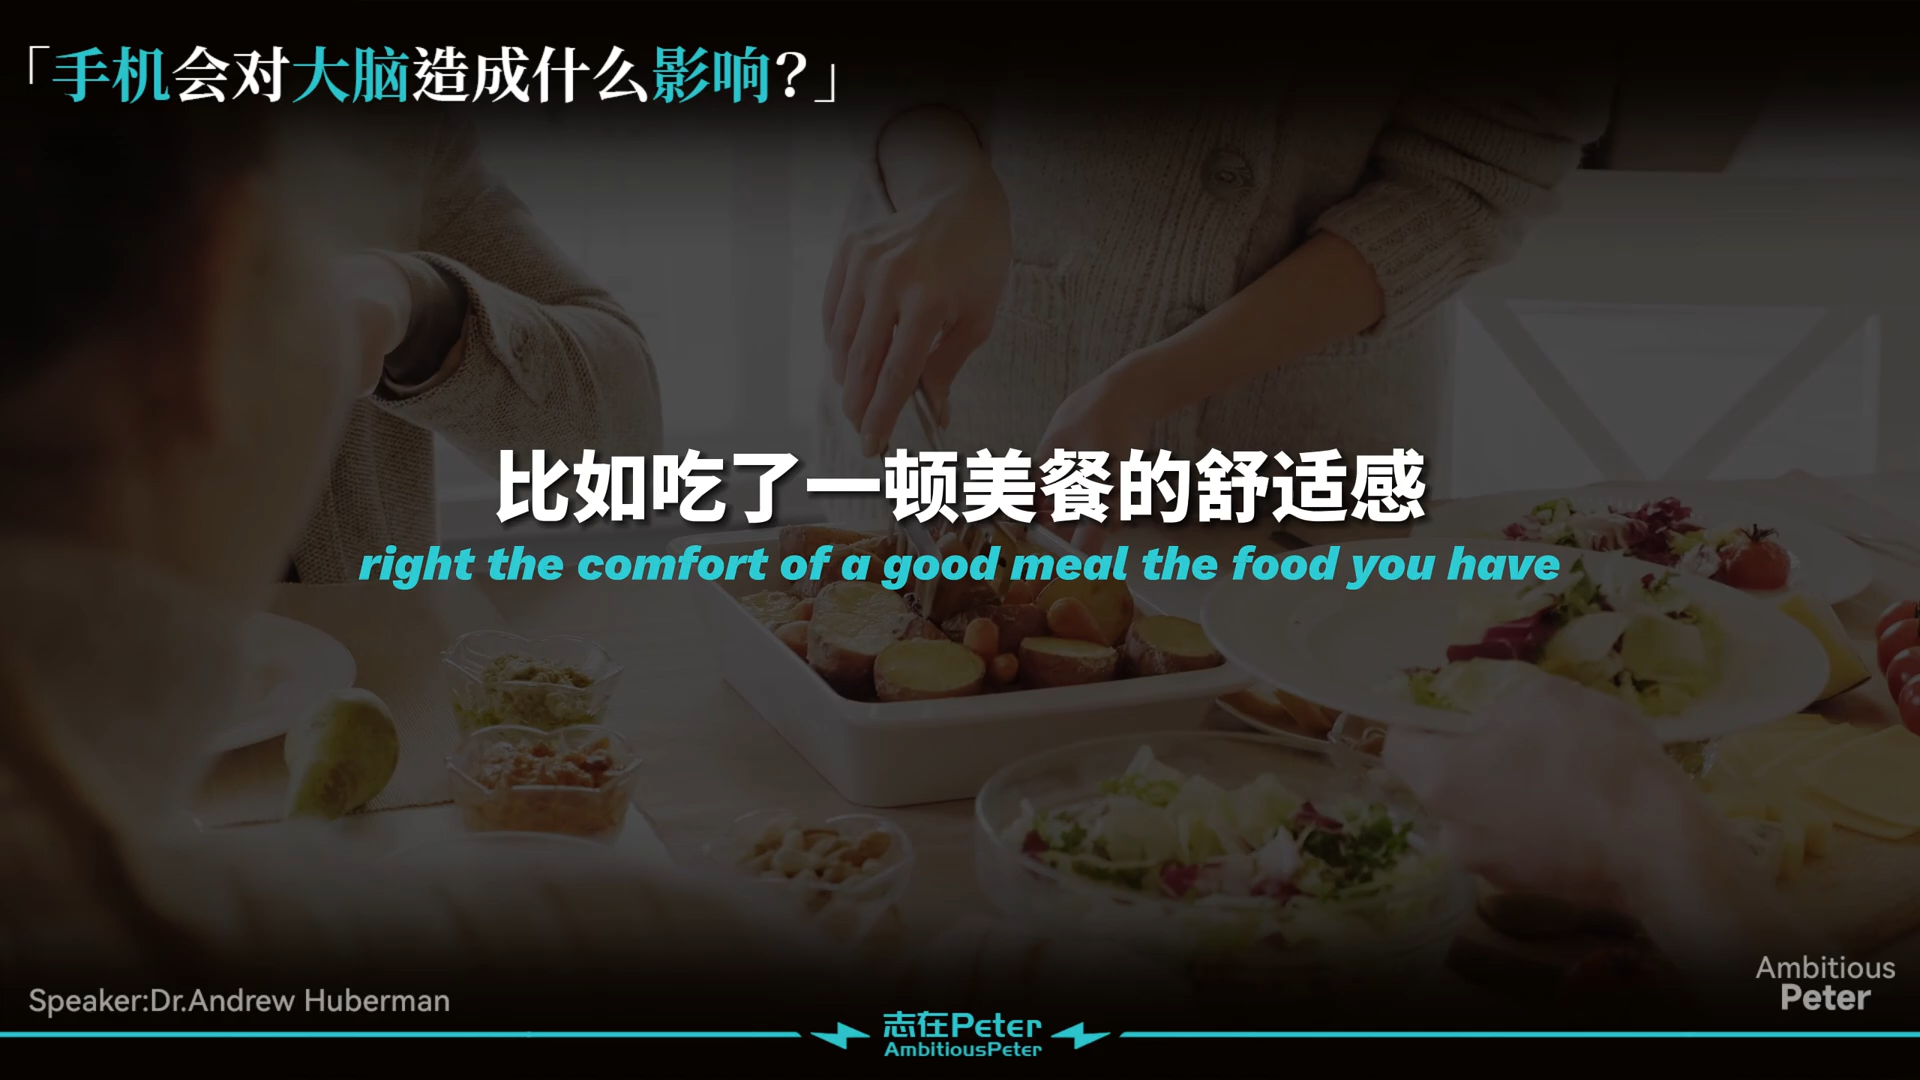 「手机会对大脑造成什么影响?」
比如吃了一顿美餐的舒适感
right the comfort of a good meal the food you have
Speaker:Dr.Andrew Huberman
Ambitious
Peter
志在Peter
AmbitiousPeter